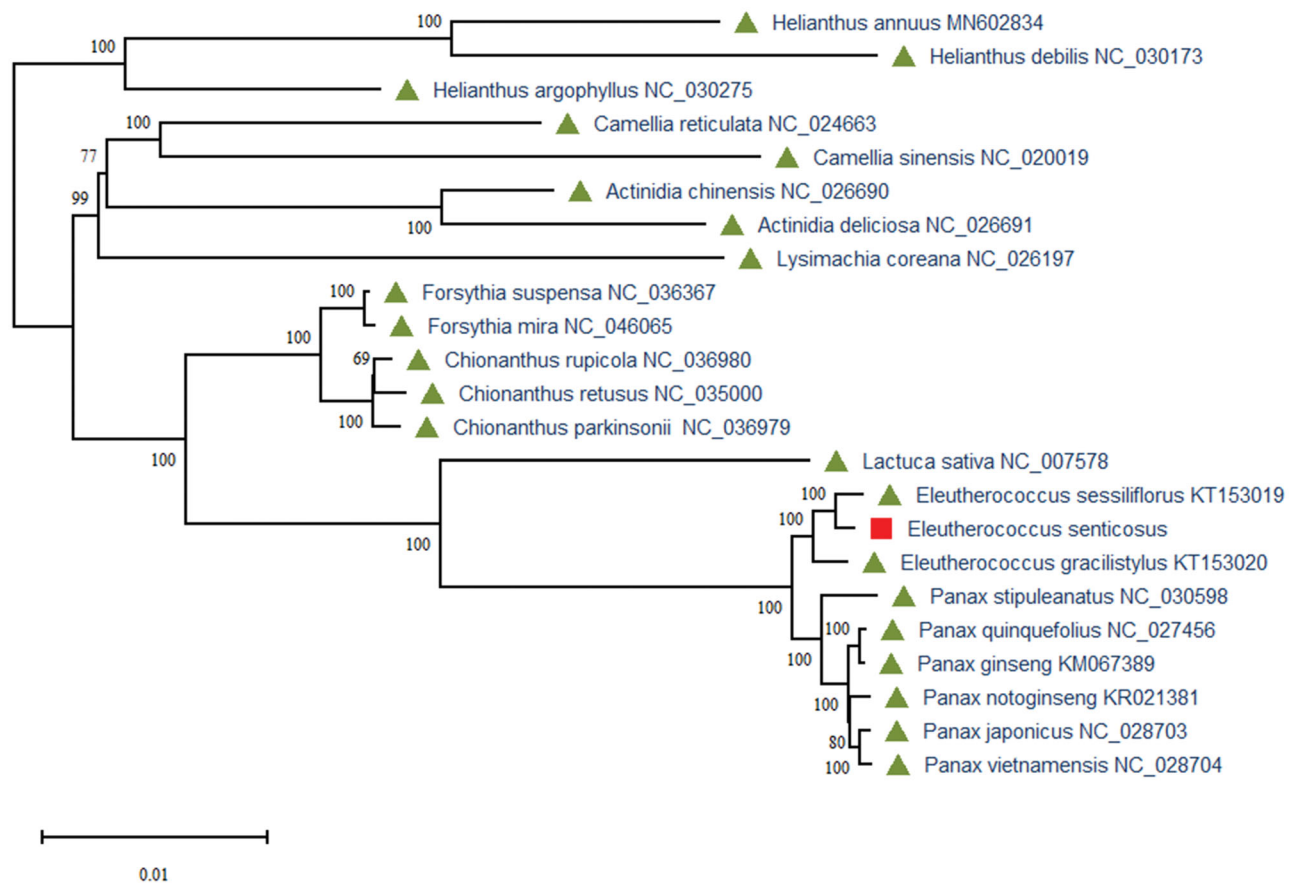 100
Helianthus annuus MN602834
100
Helianthus debilis NC_030173
Helianthus argophyllus NC_030275
100
Camellia reticulata NC_024663
77
Camellia sinensis NC_020019
99
Actinidia chinensis NC_026690
100
Actinidia deliciosa NC_026691
Lysimachia coreana NC_026197
100
Forsythia suspensa NC_036367
100
Forsythia mira NC_046065
69
Chionanthus rupicola NC_036980
Chionanthus retusus NC_035000
100
Chionanthus parkinsonii NC_036979
100
Lactuca sativa NC_007578
100
Eleutherococcus sessiliflorus KT153019
100
Eleutherococcus senticosus
100
Eleutherococcus gracilistylus KT153020
100
Panax stipuleanatus NC_030598
100
Panax quinquefolius NC_027456
100
Panax ginseng KM067389
100
Panax notoginseng KR021381
80
Panax japonicus NC_028703
100
Panax vietnamensis NC_028704
0.01